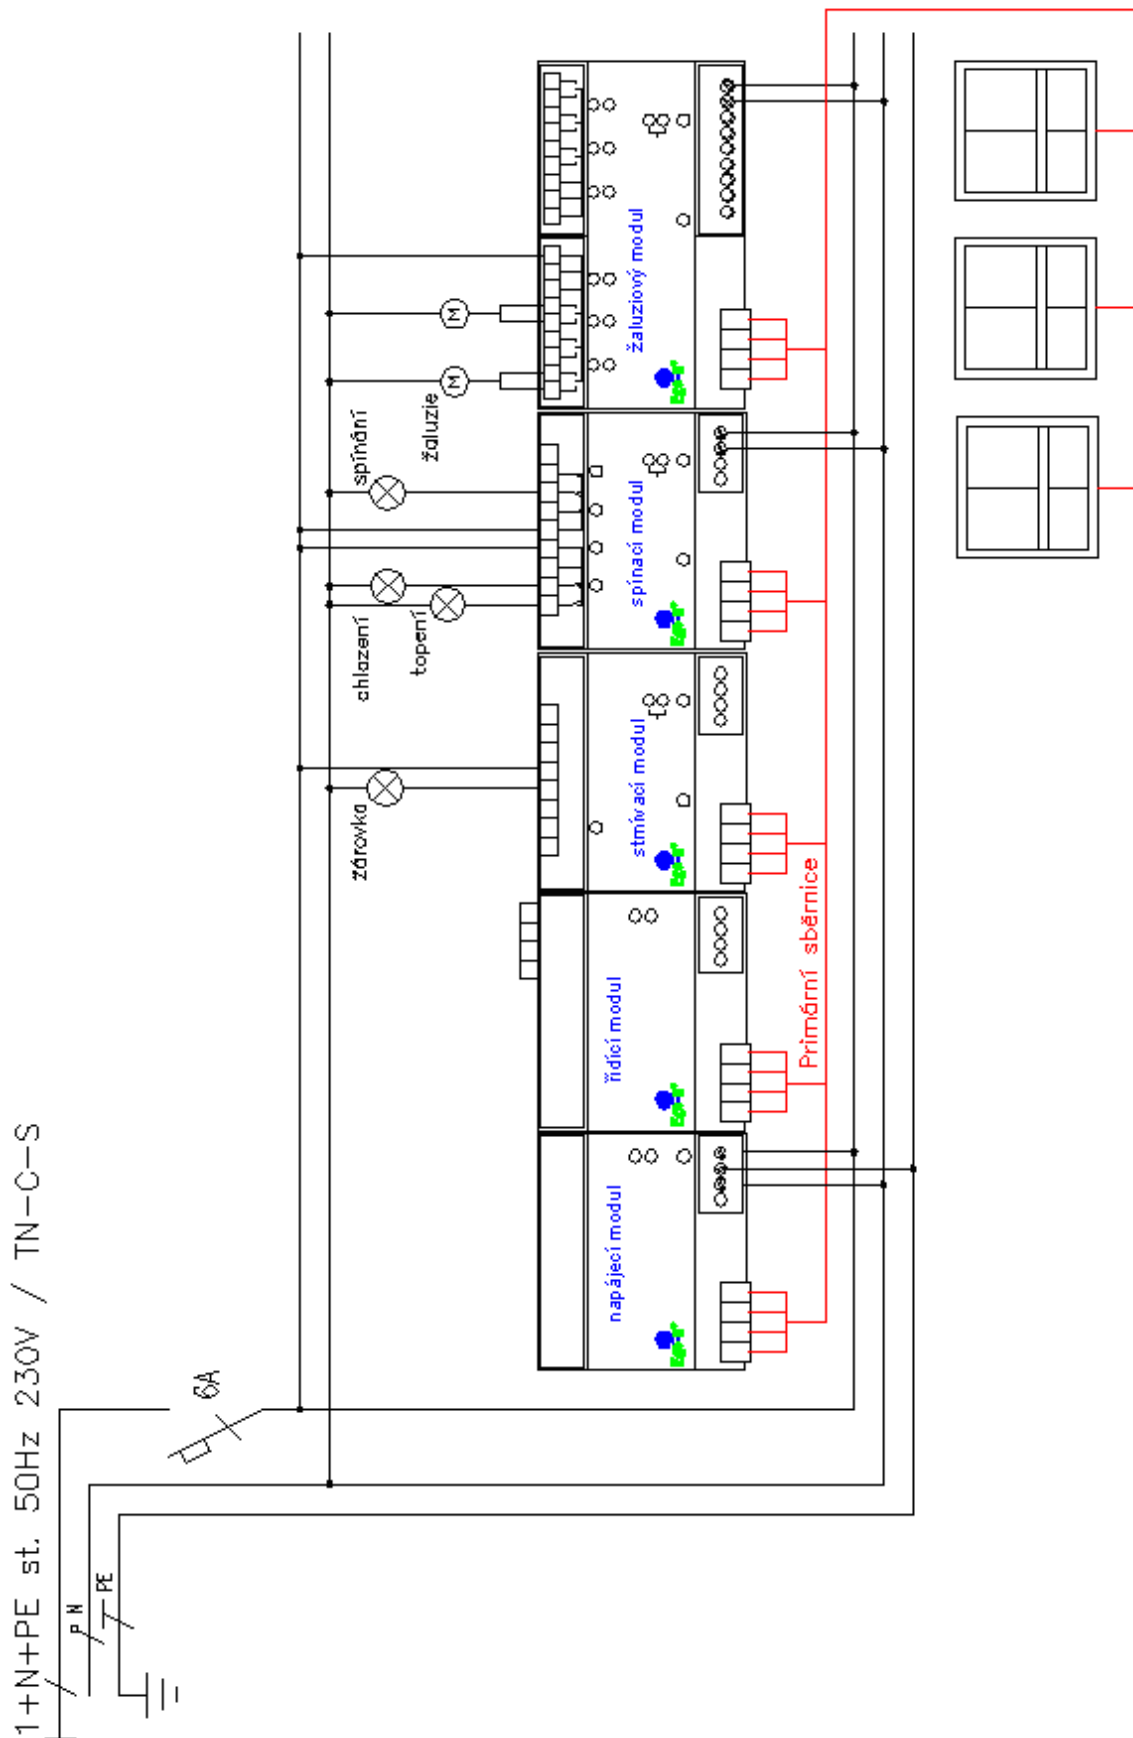 1+N+PE st. 50Hz 230V / TN-C-S
P N
PE
6A
žárovka
chlazení
topení
spínání
žaluzie
M
M
napájecí modul
řídící modul
stmívací modul
spínací modul
žaluziový modul
Primární sběrnice